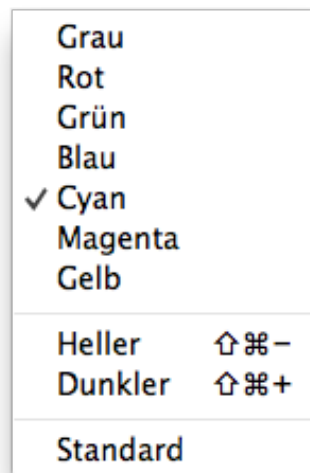 Grau
Rot
Grün
Blau
✓ Cyan
Magenta
Gelb
Heller ⇧⌘−
Dunkler ⇧⌘+
Standard